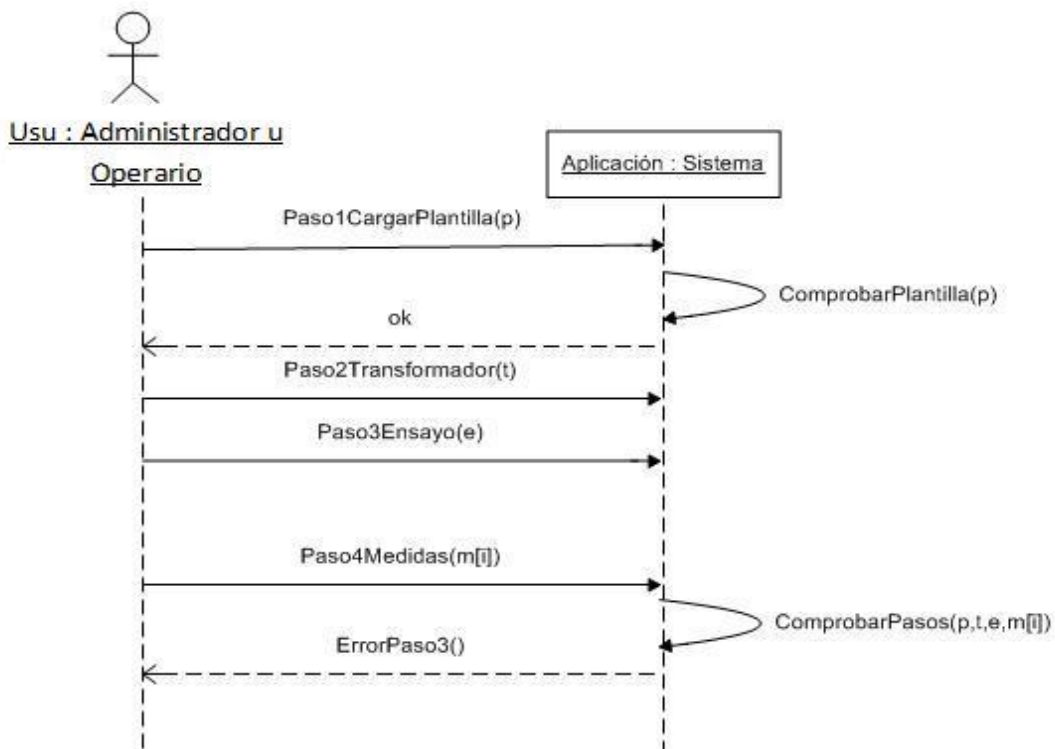 Usu : Administrador u
Operario
Aplicación : Sistema
Paso1CargarPlantilla(p)
ComprobarPlantilla(p)
ok
Paso2Transformador(t)
Paso3Ensayo(e)
Paso4Medidas(m[i])
ComprobarPasos(p,t,e,m[i])
ErrorPaso3()